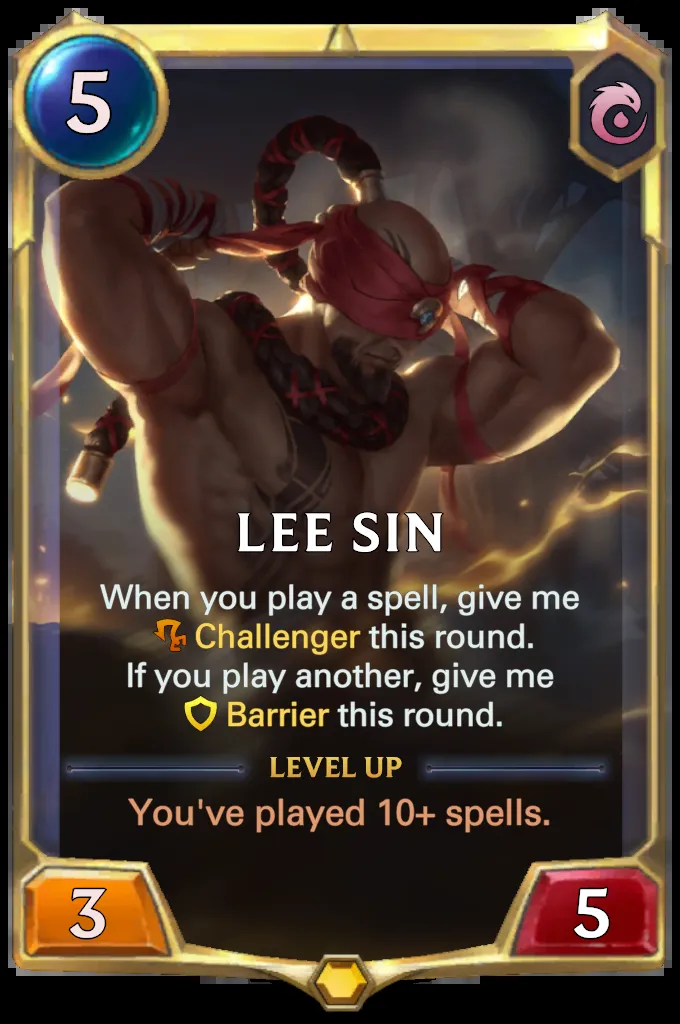 5
LEE SIN
When you play a spell, give me
Challenger this round.
If you play another, give me
Barrier this round.
LEVEL UP
You've played 10+ spells.
3
5